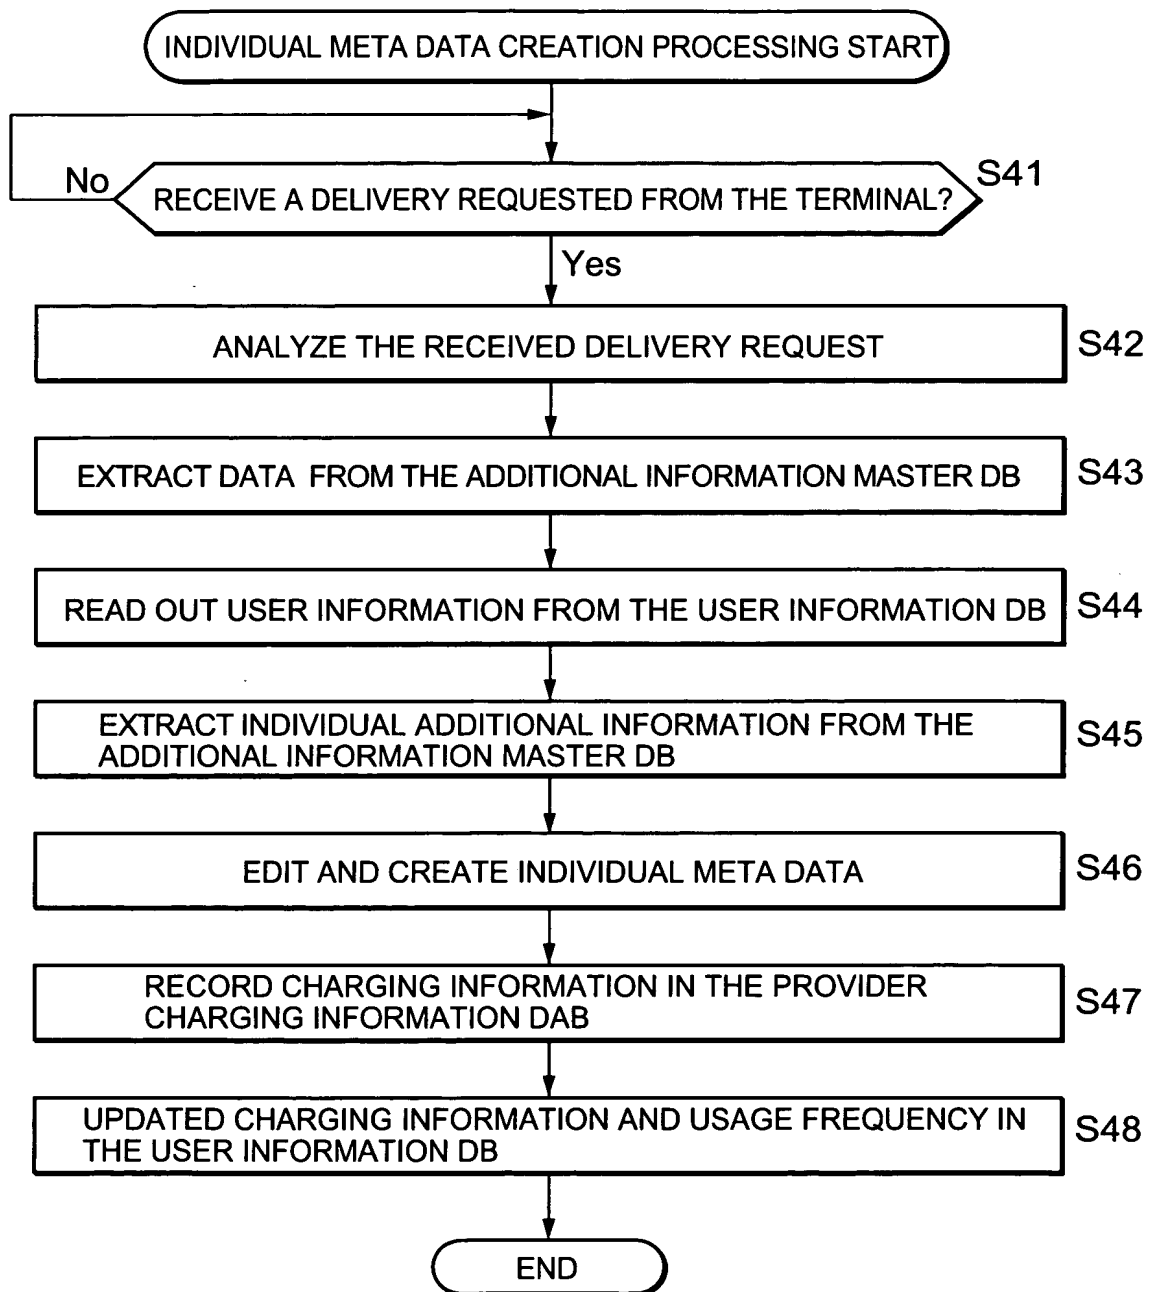 INDIVIDUAL META DATA CREATION PROCESSING START
No
RECEIVE A DELIVERY REQUESTED FROM THE TERMINAL?
S41
Yes
ANALYZE THE RECEIVED DELIVERY REQUEST
S42
EXTRACT DATA FROM THE ADDITIONAL INFORMATION MASTER DB
S43
READ OUT USER INFORMATION FROM THE USER INFORMATION DB
S44
EXTRACT INDIVIDUAL ADDITIONAL INFORMATION FROM THE
ADDITIONAL INFORMATION MASTER DB
S45
EDIT AND CREATE INDIVIDUAL META DATA
S46
RECORD CHARGING INFORMATION IN THE PROVIDER
CHARGING INFORMATION DAB
S47
UPDATED CHARGING INFORMATION AND USAGE FREQUENCY IN
THE USER INFORMATION DB
S48
END